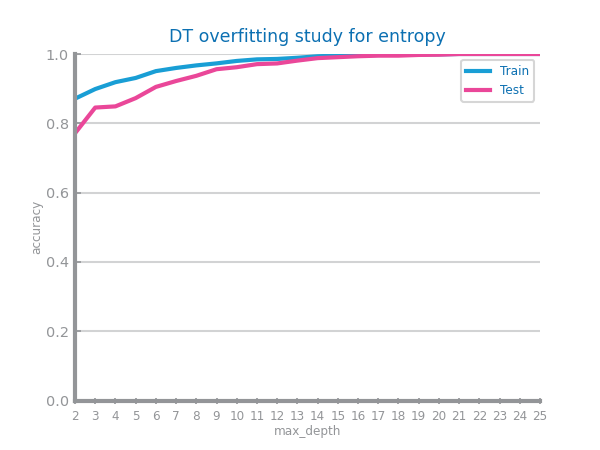 DT overfitting study for entropy
1.0
0.8
0.6
0.4
0.2
0.0
accuracy
Train
Test
2 3 4 5 6 7 8 9 10 11 12 13 14 15 16 17 18 19 20 21 22 23 24 25
max_depth